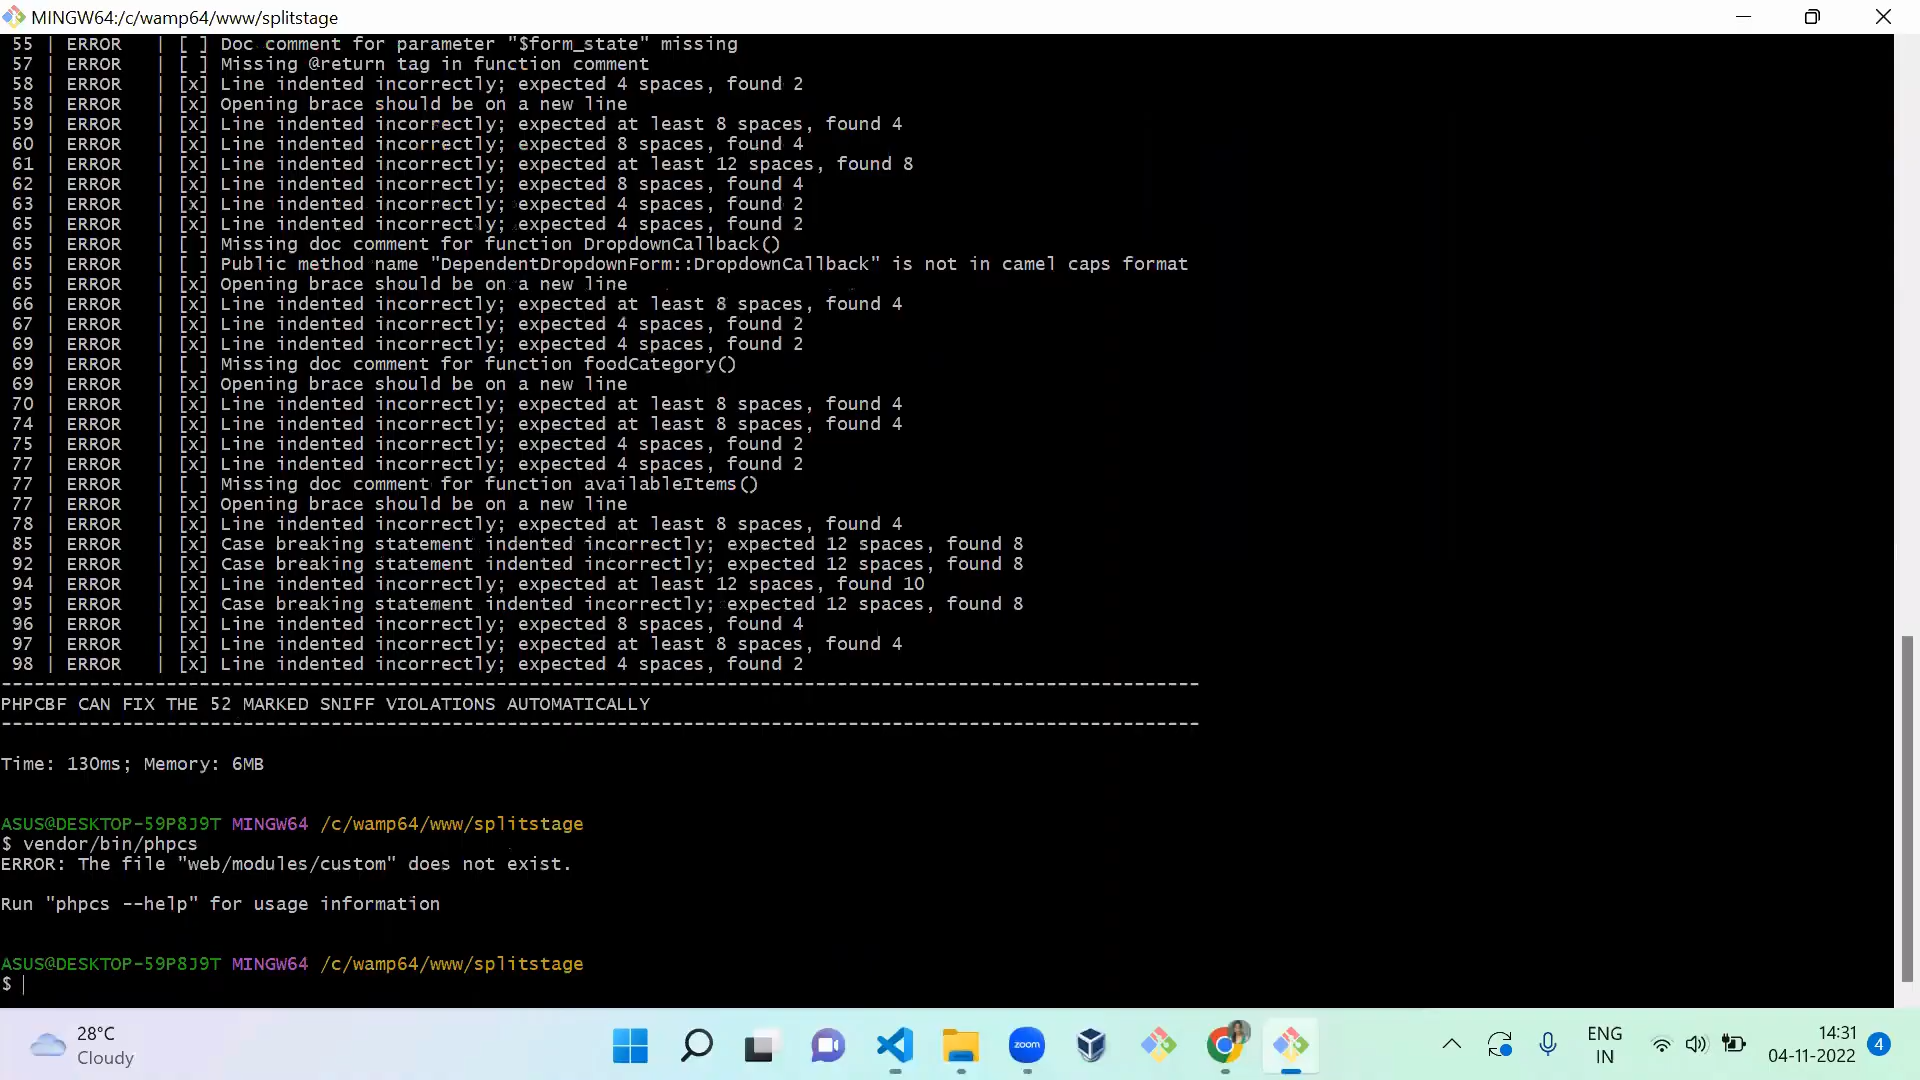 MINGW64:/c/wamp64/www/splitstage
55 | ERROR | [ ] Doc comment for parameter "$form_state" missing
57 | ERROR | [ ] Missing @return tag in function comment
58 | ERROR | [x] Line indented incorrectly; expected 4 spaces, found 2
58 | ERROR | [x] Opening brace should be on a new line
59 | ERROR | [x] Line indented incorrectly; expected at least 8 spaces, found 4
60 | ERROR | [x] Line indented incorrectly; expected 8 spaces, found 4
61 | ERROR | [x] Line indented incorrectly; expected at least 12 spaces, found 8
62 | ERROR | [x] Line indented incorrectly; expected 8 spaces, found 4
63 | ERROR | [x] Line indented incorrectly; expected 4 spaces, found 2
65 | ERROR | [x] Line indented incorrectly; expected 4 spaces, found 2
65 | ERROR | [ ] Missing doc comment for function DropdownCallback()
65 | ERROR | [ ] Public method name "DependentDropdownForm::DropdownCallback" is not in camel caps format
65 | ERROR | [x] Opening brace should be on a new line
66 | ERROR | [x] Line indented incorrectly; expected at least 8 spaces, found 4
67 | ERROR | [x] Line indented incorrectly; expected 4 spaces, found 2
69 | ERROR | [x] Line indented incorrectly; expected 4 spaces, found 2
69 | ERROR | [ ] Missing doc comment for function foodCategory()
69 | ERROR | [x] Opening brace should be on a new line
70 | ERROR | [x] Line indented incorrectly; expected at least 8 spaces, found 4
74 | ERROR | [x] Line indented incorrectly; expected at least 8 spaces, found 4
75 | ERROR | [x] Line indented incorrectly; expected 4 spaces, found 2
77 | ERROR | [x] Line indented incorrectly; expected 4 spaces, found 2
77 | ERROR | [ ] Missing doc comment for function availableItems()
77 | ERROR | [x] Opening brace should be on a new line
78 | ERROR | [x] Line indented incorrectly; expected at least 8 spaces, found 4
85 | ERROR | [x] Case breaking statement indented incorrectly; expected 12 spaces, found 8
92 | ERROR | [x] Case breaking statement indented incorrectly; expected 12 spaces, found 8
94 | ERROR | [x] Line indented incorrectly; expected at least 12 spaces, found 10
95 | ERROR | [x] Case breaking statement indented incorrectly; expected 12 spaces, found 8
96 | ERROR | [x] Line indented incorrectly; expected 8 spaces, found 4
97 | ERROR | [x] Line indented incorrectly; expected at least 8 spaces, found 4
98 | ERROR | [x] Line indented incorrectly; expected 4 spaces, found 2
PHPCBF CAN FIX THE 52 MARKED SNIFF VIOLATIONS AUTOMATICALLY
Time: 130ms; Memory: 6MB
ASUS@DESKTOP-59P8J9T MINGW64 /c/wamp64/www/splitstage
$ vendor/bin/phpcs
ERROR: The file "web/modules/custom" does not exist.
Run "phpcs --help" for usage information
ASUS@DESKTOP-59P8J9T MINGW64 /c/wamp64/www/splitstage
$
28°C
Cloudy
zoom
ENG
IN
14:31
04-11-2022
4